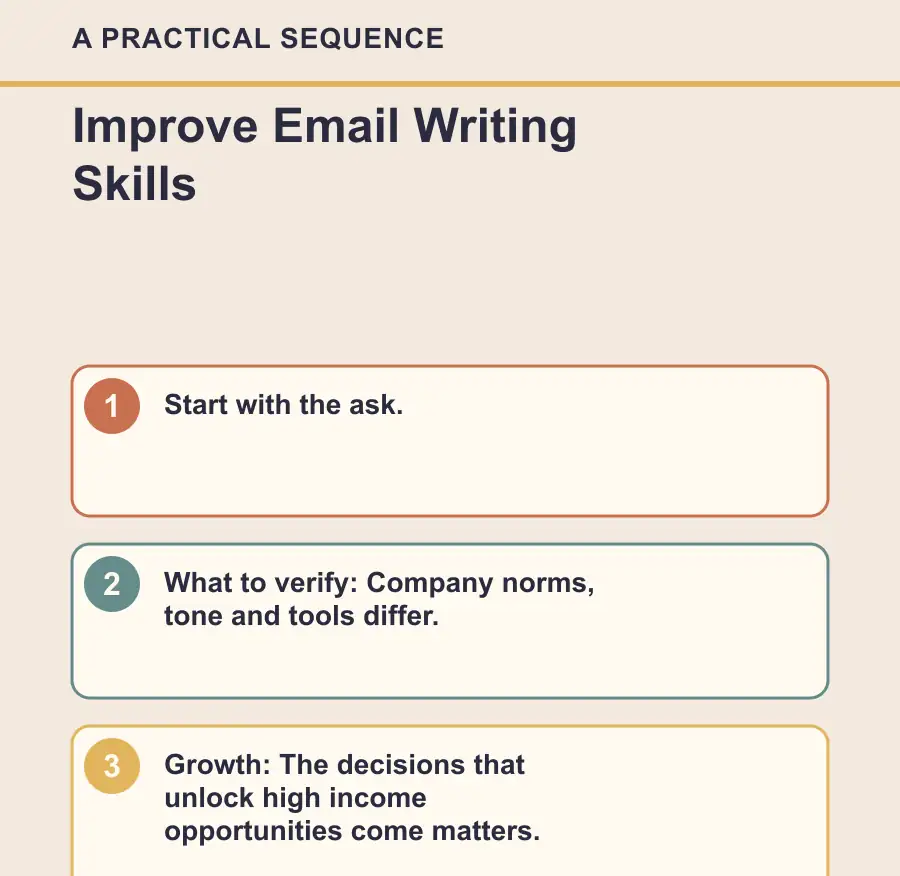 A PRACTICAL SEQUENCE
Improve Email Writing
Skills
1
Start with the ask.
2
What to verify: Company norms,
tone and tools differ.
3
Growth: The decisions that
unlock high income
opportunities come matters.